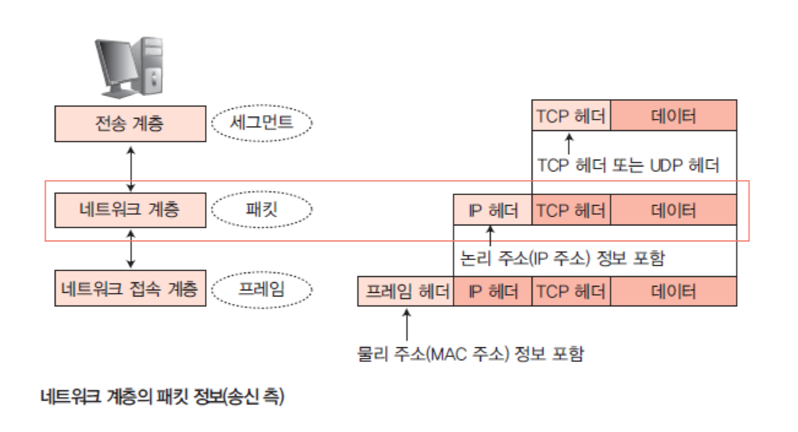 전송 계층
세그먼트
TCP 헤더
데이터
TCP 헤더 또는 UDP 헤더
네트워크 계층
패킷
IP 헤더
TCP 헤더
데이터
논리 주소(IP 주소) 정보 포함
네트워크 접속 계층
프레임
프레임 헤더
IP 헤더
TCP 헤더
데이터
물리 주소(MAC 주소) 정보 포함
네트워크 계층의 패킷 정보(송신 측)